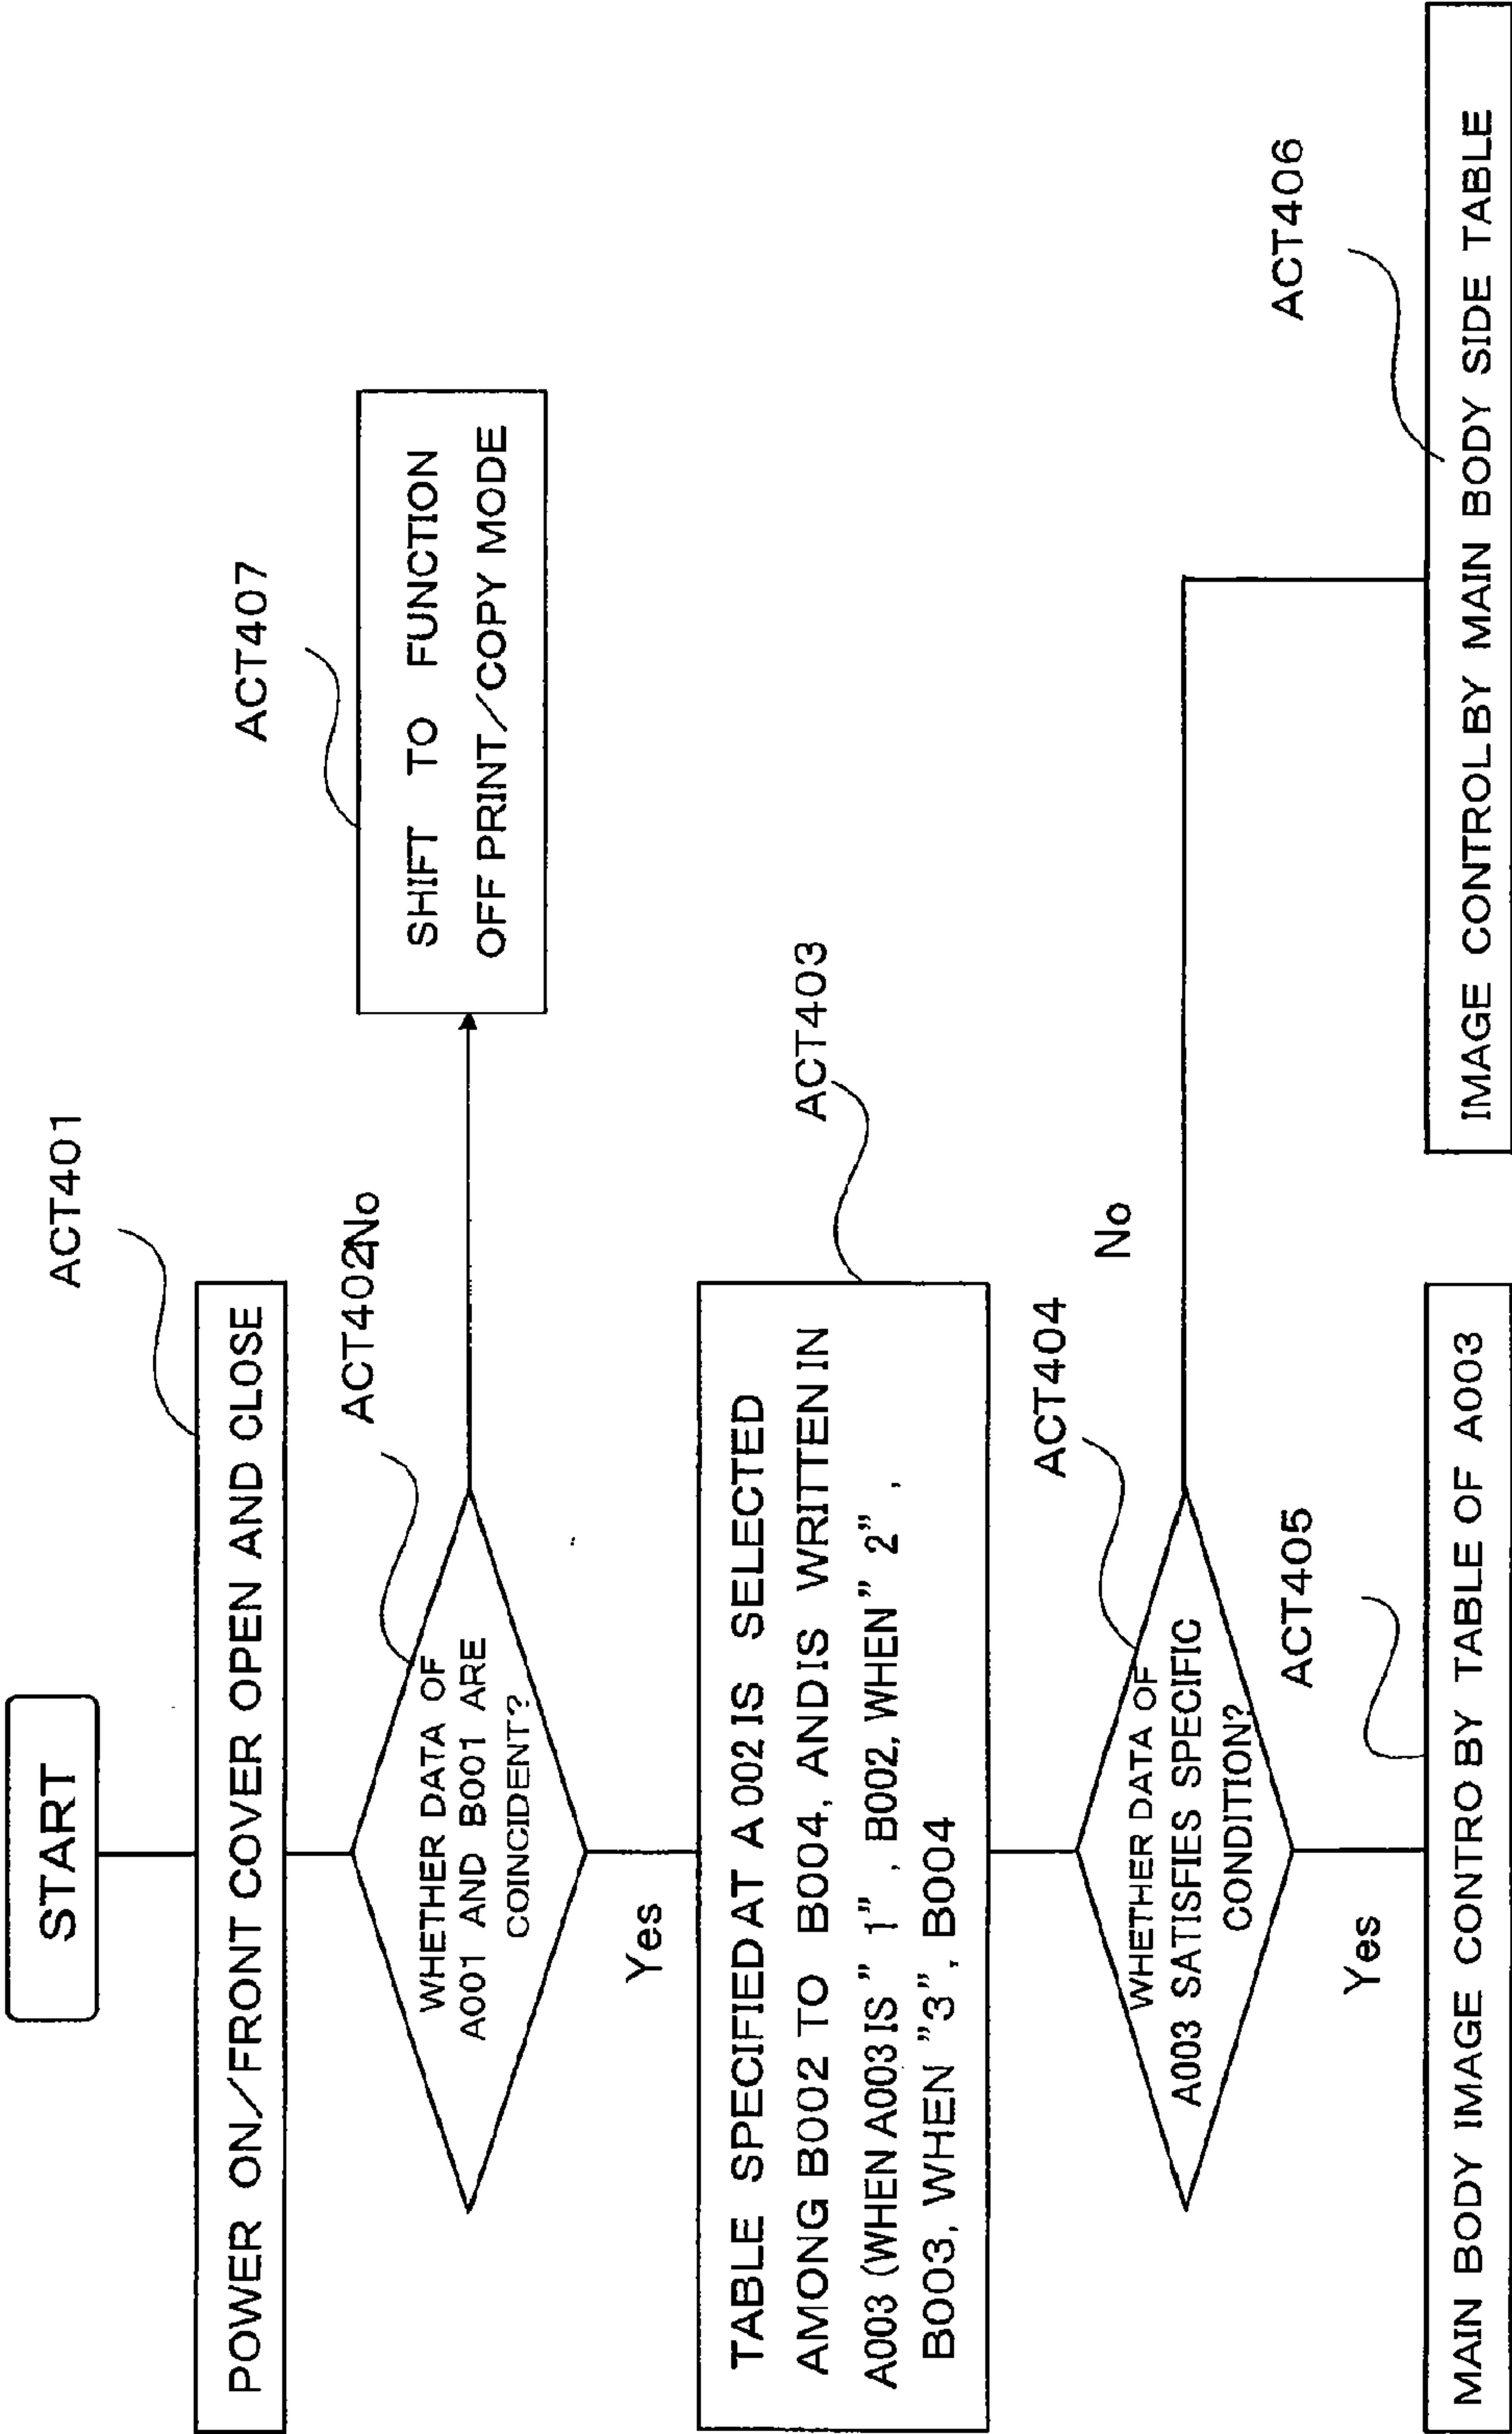 START
ACT401
POWER ON/FRONT COVER OPEN AND CLOSE
ACT402
No
WHETHER DATA OF
A001 AND B001 ARE
COINCIDENT?
ACT407
SHIFT TO FUNCTION
OFF PRINT/COPY MODE
Yes
ACT403
TABLE SPECIFIED AT A002 IS SELECTED
AMONG B002 TO B004, AND IS WRITTEN IN
A003 (WHEN A003 IS ” 1” , B002, WHEN” 2” ,
B003, WHEN ”3”, B004
ACT404
No
WHETHER DATA OF
A003 SATISFIES SPECIFIC
CONDITION?
Yes
ACT405
MAIN BODY IMAGE CONTRO BY TABLE OF A003
ACT406
IMAGE CONTROL BY MAIN BODY SIDE TABLE